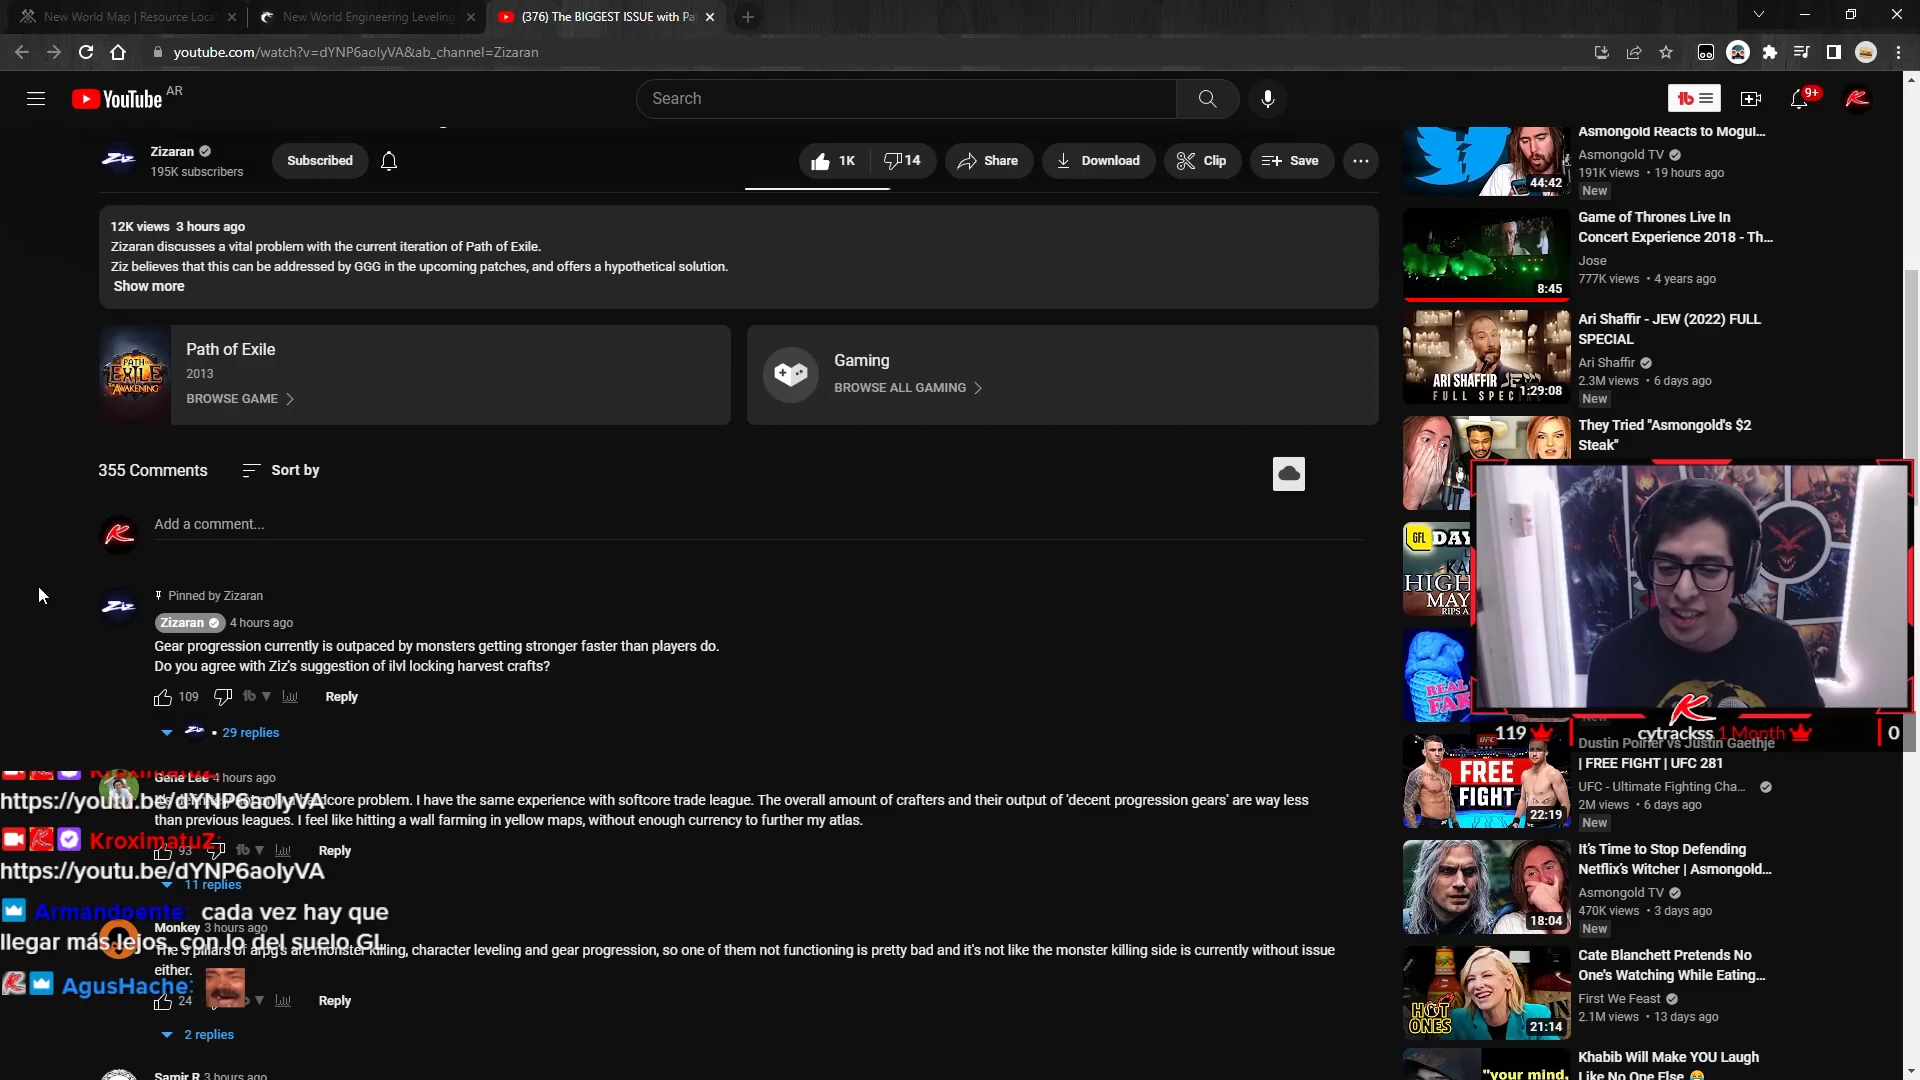 New World Map | Resource Loca
New World Engineering Leveling
(376) The BIGGEST ISSUE with Pa
youtube.com/watch?v=dYNP6aolyVA&ab_channel=Zizaran
YouTube AR
Search
9+
Zizaran
195K subscribers
Subscribed
1K
14
Share
Download
Clip
Save
12K views 3 hours ago
Zizaran discusses a vital problem with the current iteration of Path of Exile.
Ziz believes that this can be addressed by GGG in the upcoming patches, and offers a hypothetical solution.
Show more
PATH OF EXILE AWAKENING
Path of Exile
2013
BROWSE GAME
Gaming
BROWSE ALL GAMING
355 Comments
Sort by
Add a comment...
Pinned by Zizaran
Zizaran 4 hours ago
Gear progression currently is outpaced by monsters getting stronger faster than players do.
Do you agree with Ziz's suggestion of ilvl locking harvest crafts?
109
Reply
29 replies
Gene Lee 4 hours ago
hardcore problem. I have the same experience with softcore trade league. The overall amount of crafters and their output of 'decent progression gears' are way less
than previous leagues. I feel like hitting a wall farming in yellow maps, without enough currency to further my atlas.
93
Reply
11 replies
Monkey 3 hours ago
The 3 pillars of arpg's are monster killing, character leveling and gear progression, so one of them not functioning is pretty bad and it's not like the monster killing side is currently without issue
either.
24
Reply
2 replies
Samir R 3 hours ago
KroximatuZ:
https://youtu.be/dYNP6aolyVA
KroximatuZ:
https://youtu.be/dYNP6aolyVA
Armandoente: cada vez hay que
llegar más lejos, con lo del suelo GL
AgusHache:
Asmongold Reacts to Mogul...
Asmongold TV
191K views • 19 hours ago
New
44:42
Game of Thrones Live In
Concert Experience 2018 - Th...
Jose
777K views • 4 years ago
8:45
Ari Shaffir - JEW (2022) FULL
SPECIAL
Ari Shaffir
2.3M views • 6 days ago
New
ARI SHAFFIR JEW
FULL SPECIAL
1:29:08
They Tried "Asmongold's $2
Steak"
GFL DAY
HIGH
MAY
RIPS A
REAL
FAK
119
cytrackss 1 Month
0
Dustin Poirier vs Justin Gaethje
| FREE FIGHT | UFC 281
UFC - Ultimate Fighting Cha...
2M views • 6 days ago
New
FREE
FIGHT
22:19
It's Time to Stop Defending
Netflix's Witcher | Asmongold...
Asmongold TV
470K views • 3 days ago
New
18:04
Cate Blanchett Pretends No
One's Watching While Eating...
First We Feast
2.1M views • 13 days ago
HOT
ONES
21:14
Khabib Will Make YOU Laugh
Like No One Else
"your mind,